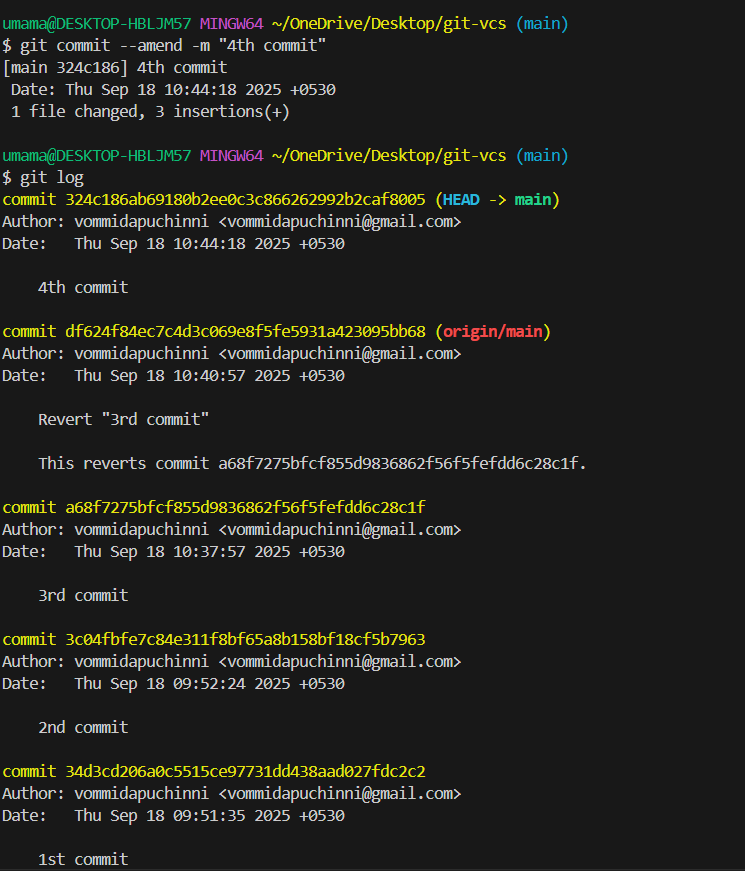 umama@DESKTOP-HBLJM57 MINGW64 ~/OneDrive/Desktop/git-vcs (main)
$ git commit --amend -m "4th commit"
[main 324c186] 4th commit
 Date: Thu Sep 18 10:44:18 2025 +0530
 1 file changed, 3 insertions(+)

umama@DESKTOP-HBLJM57 MINGW64 ~/OneDrive/Desktop/git-vcs (main)
$ git log
commit 324c186ab69180b2ee0c3c866262992b2caf8005 (HEAD -> main)
Author: vommidapuchinni <vommidapuchinni@gmail.com>
Date:   Thu Sep 18 10:44:18 2025 +0530

    4th commit

commit df624f84ec7c4d3c069e8f5fe5931a423095bb68 (origin/main)
Author: vommidapuchinni <vommidapuchinni@gmail.com>
Date:   Thu Sep 18 10:40:57 2025 +0530

    Revert "3rd commit"

    This reverts commit a68f7275bfcf855d9836862f56f5fefdd6c28c1f.

commit a68f7275bfcf855d9836862f56f5fefdd6c28c1f
Author: vommidapuchinni <vommidapuchinni@gmail.com>
Date:   Thu Sep 18 10:37:57 2025 +0530

    3rd commit

commit 3c04fbfe7c84e311f8bf65a8b158bf18cf5b7963
Author: vommidapuchinni <vommidapuchinni@gmail.com>
Date:   Thu Sep 18 09:52:24 2025 +0530

    2nd commit

commit 34d3cd206a0c5515ce97731dd438aad027fdc2c2
Author: vommidapuchinni <vommidapuchinni@gmail.com>
Date:   Thu Sep 18 09:51:35 2025 +0530

    1st commit